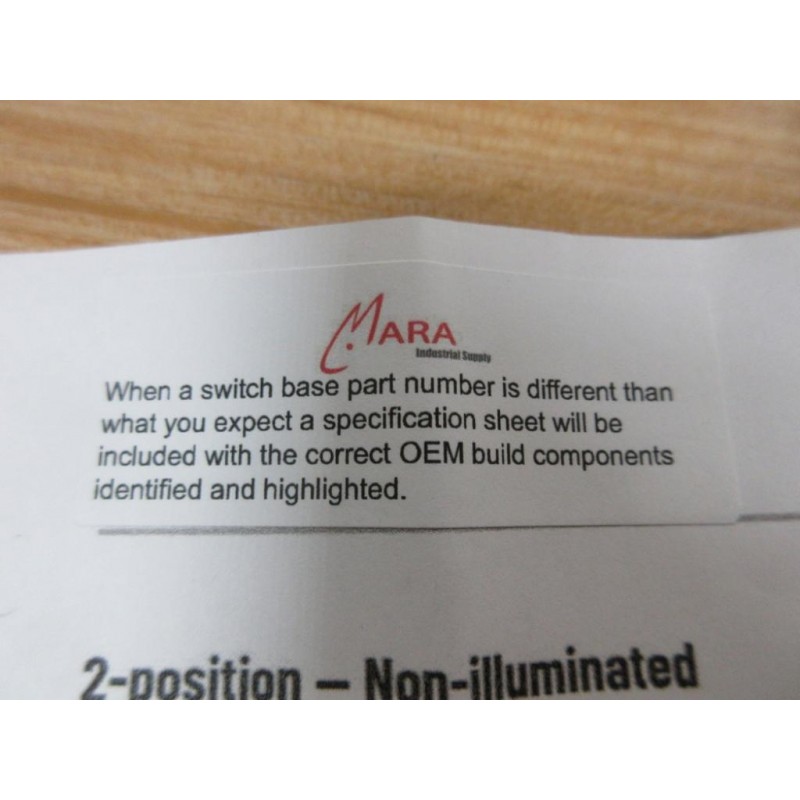 MARA
Industrial Supply
When a switch base part number is different than
what you expect a specification sheet will be
included with the correct OEM build components
identified and highlighted.
2-position — Non-illuminated